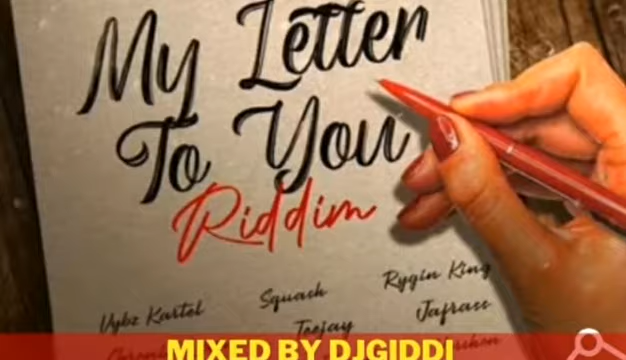 My Letter
To You
Riddim
Rygin King
Squash
Vybz Kartel
Jafrass
Teejay
MIXED BY DJGIDDI